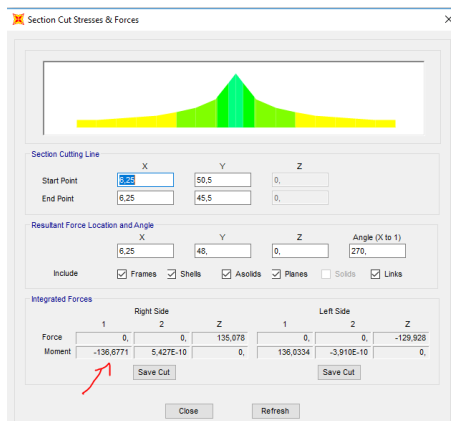 Section Cut Stresses & Forces
Section Cutting Line
X Y Z
Start Point 6,25 50,5 0,
End Point 6,25 45,5 0,
Resultant Force Location and Angle
X Y Z Angle (X to 1)
6,25 48, 0, 270,
Include Frames Shells Asolids Planes Solids Links
Integrated Forces
Right Side Left Side
1 2 Z 1 2 Z
Force 0, 0, 135,078 0, 0, -129,928
Moment -136,6771 5,427E-10 0, 136,0334 -3,910E-10 0,
Save Cut Save Cut
Close Refresh